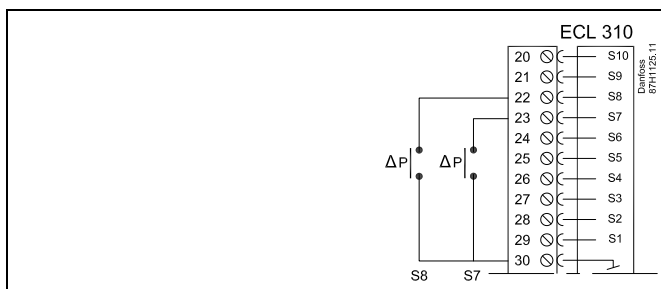 ECL 310
20 S10
21 S9
22 S8
23 S7
24 S6
25 S5
26 S4
27 S3
28 S2
29 S1
30
ΔP ΔP
S8 S7
Danfoss
87H1125.11